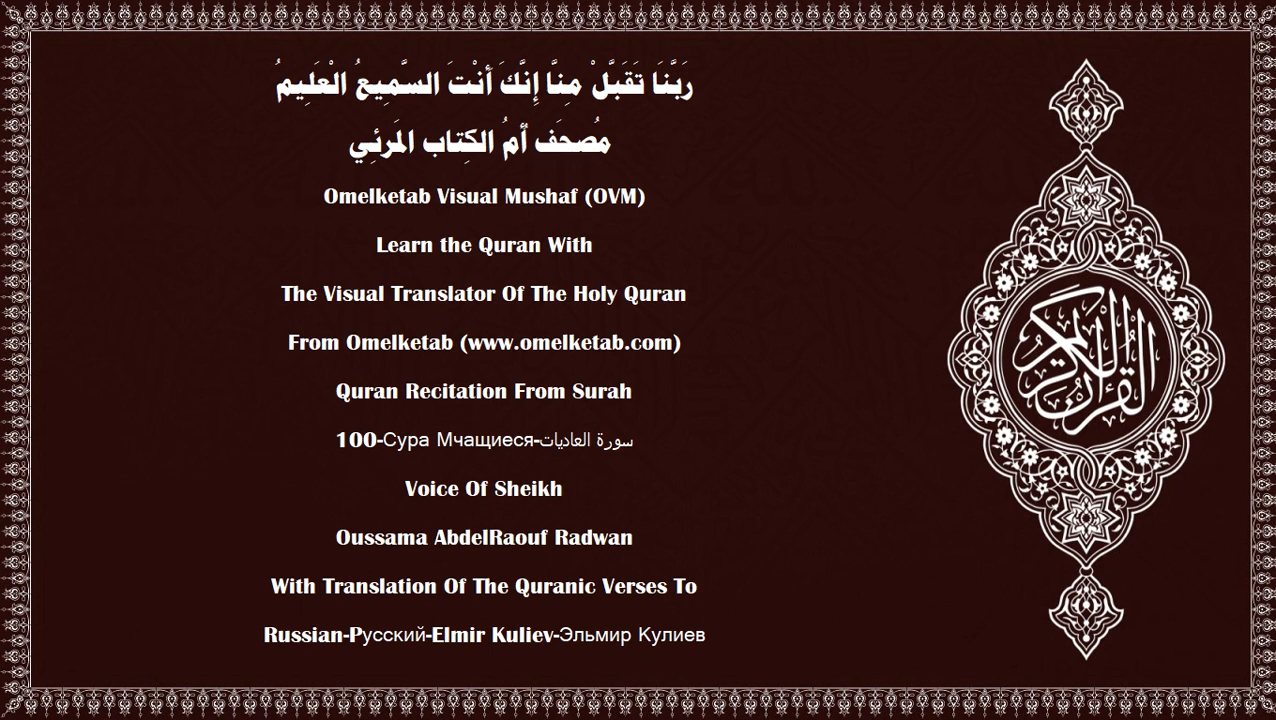 رَبَّنَا تَقَبَّلْ مِنَّا إِنَّكَ أَنْتَ السَّمِيعُ الْعَلِيمُ
مُصحَف أمُ الكِتاب المَرئِي
Omelketab Visual Mushaf (OVM)
Learn the Quran With
The Visual Translator Of The Holy Quran
From Omelketab (www.omelketab.com)
Quran Recitation From Surah
100-Сура Мчащиеся-سورة العاديات
Voice Of Sheikh
Oussama AbdelRaouf Radwan
With Translation Of The Quranic Verses To
Russian-Русский-Elmir Kuliev-Эльмир Кулиев
القرآن الكريم